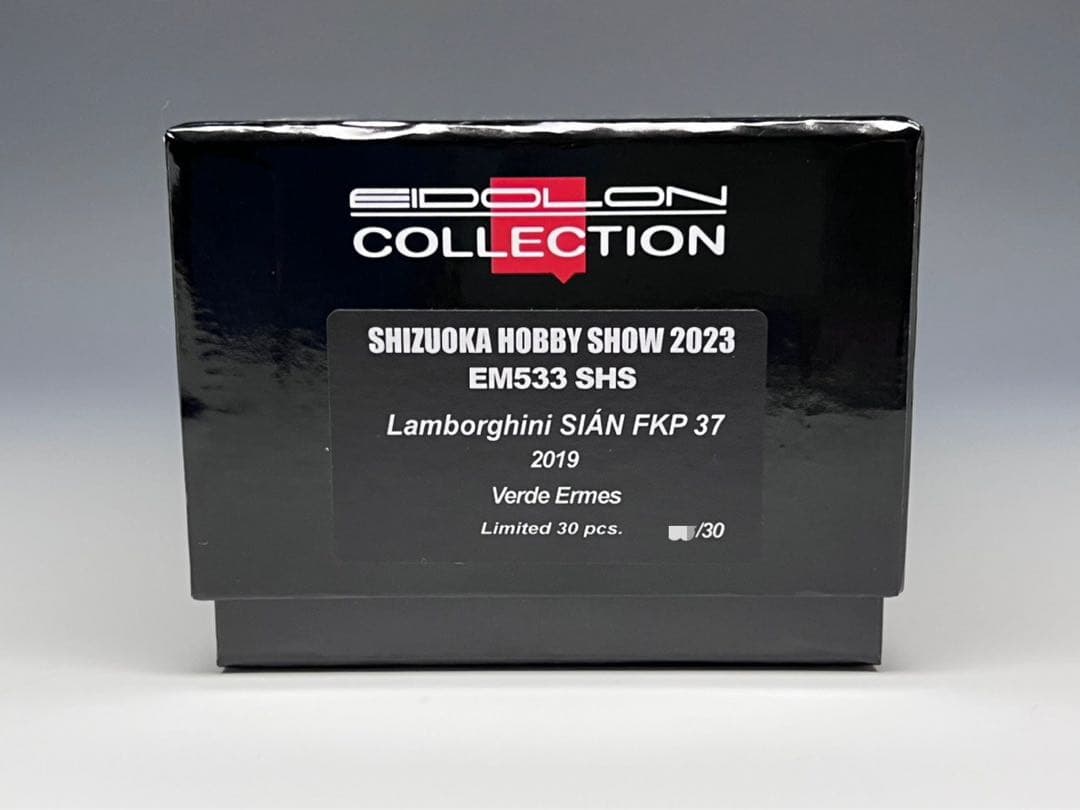 EIDOLON
COLLECTION
SHIZUOKA HOBBY SHOW 2023
EM533 SHS
Lamborghini SIÁN FKP 37
2019
Verde Ermes
Limited 30 pcs. /30